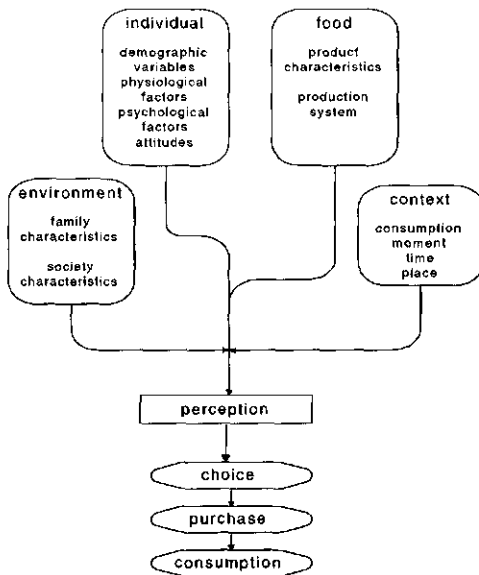 individual
demographic
variables
physiological
factors
psychological
factors
attitudes
food
product
characteristics
production
system
environment
family
characteristics
society
characteristics
context
consumption
moment
time
place
perception
choice
purchase
consumption